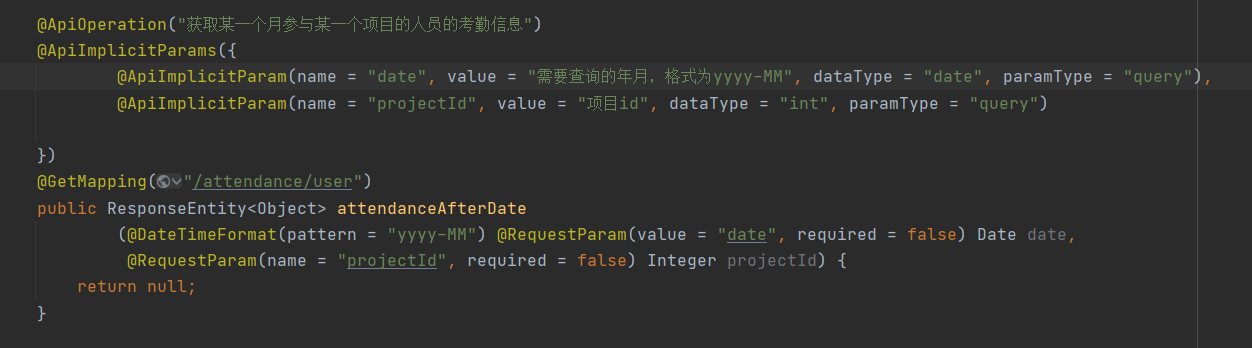 @ApiOperation("获取某一个月参与某一个项目的人员的考勤信息")
@ApiImplicitParams({
@ApiImplicitParam(name = "date", value = "需要查询的年月，格式为yyyy-MM", dataType = "date", paramType = "query"),
@ApiImplicitParam(name = "projectId", value = "项目id", dataType = "int", paramType = "query")
})
@GetMapping("/attendance/user")
public ResponseEntity<Object> attendanceAfterDate
(@DateTimeFormat(pattern = "yyyy-MM") @RequestParam(value = "date", required = false) Date date,
@RequestParam(name = "projectId", required = false) Integer projectId) {
return null;
}